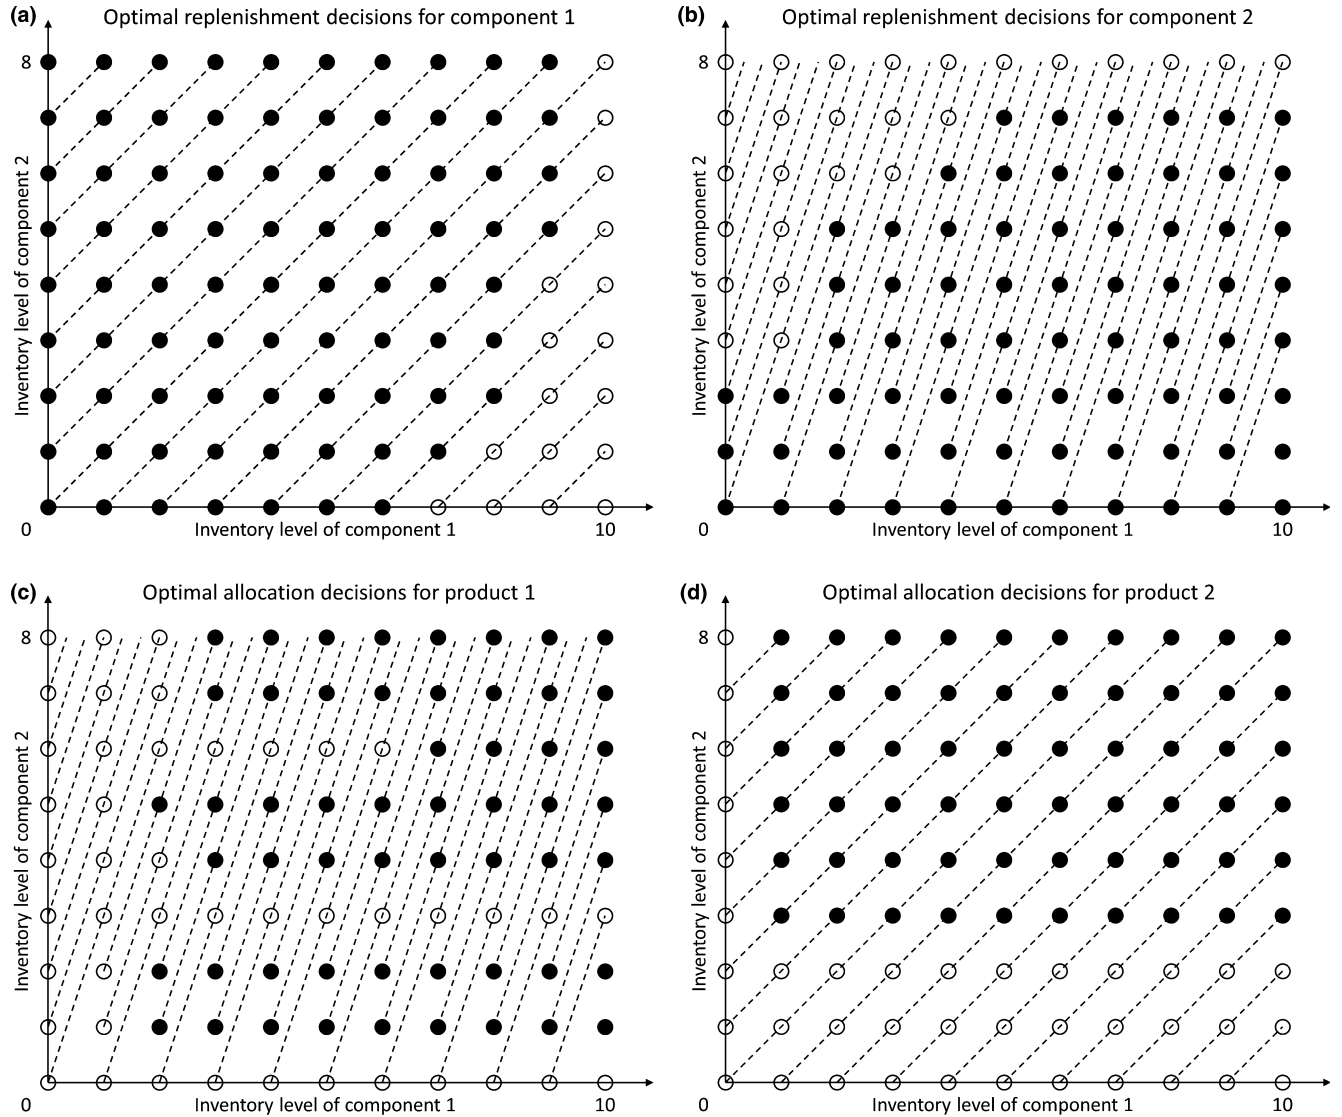 (a) Optimal replenishment decisions for component 1
8
Inventory level of component 2
0 Inventory level of component 1 10
(b) Optimal replenishment decisions for component 2
8
Inventory level of component 2
0 Inventory level of component 1 10
(c) Optimal allocation decisions for product 1
8
Inventory level of component 2
0 Inventory level of component 1 10
(d) Optimal allocation decisions for product 2
8
Inventory level of component 2
0 Inventory level of component 1 10